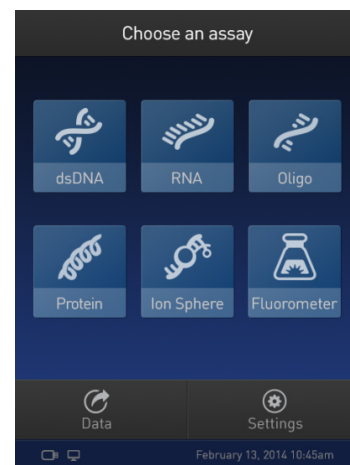 Choose an assay
dsDNA RNA Oligo
Protein Ion Sphere Fluorometer
Data Settings
February 13, 2014 10:45am